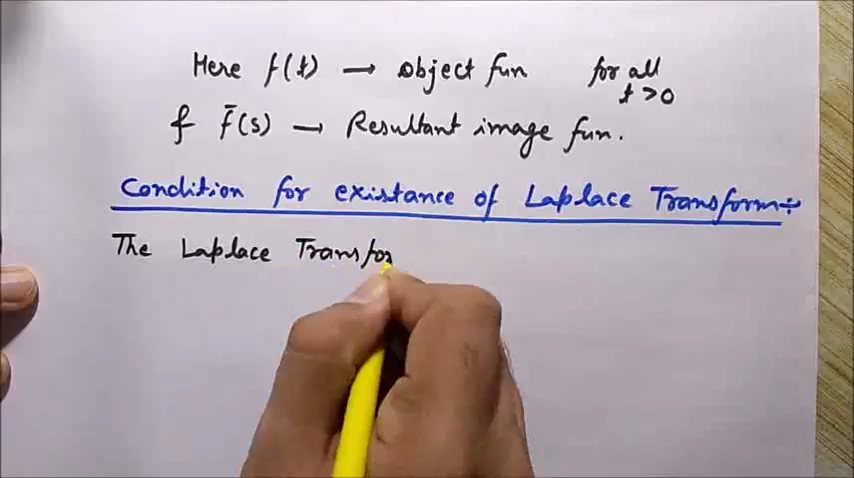 Here f(t) → object fun for all
t > 0
& F̄(s) → Resultant image fun.
Condition for existance of Laplace Transform÷
The Laplace Transfor